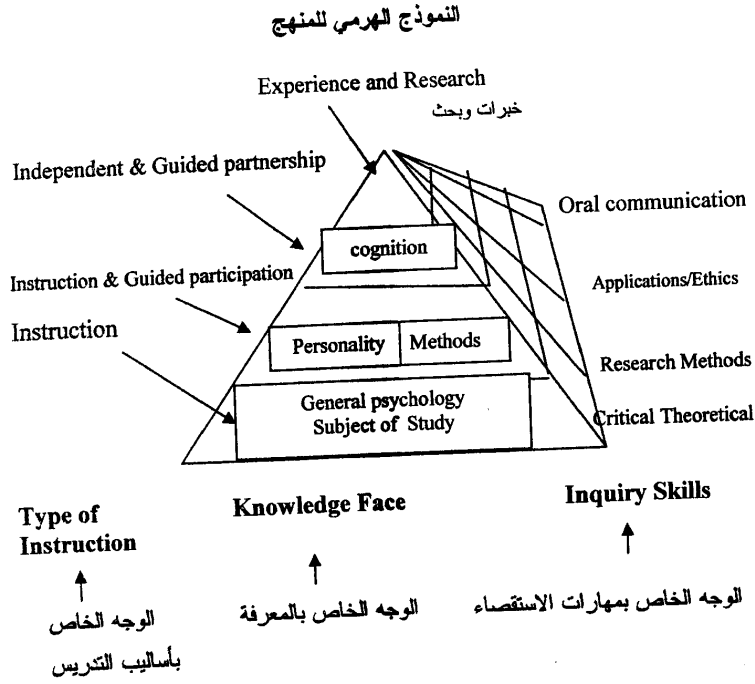 النموذج الهرمي للمنهج
Experience and Research
خبرات وبحث
Independent & Guided partnership
Oral communication
cognition
Instruction & Guided participation
Applications/Ethics
Instruction
Personality
Methods
Research Methods
General psychology
Subject of Study
Critical Theoretical
Type of
Instruction
Knowledge Face
Inquiry Skills
الوجه الخاص
بأساليب التدريس
الوجه الخاص بالمعرفة
الوجه الخاص بمهارات الاستقصاء